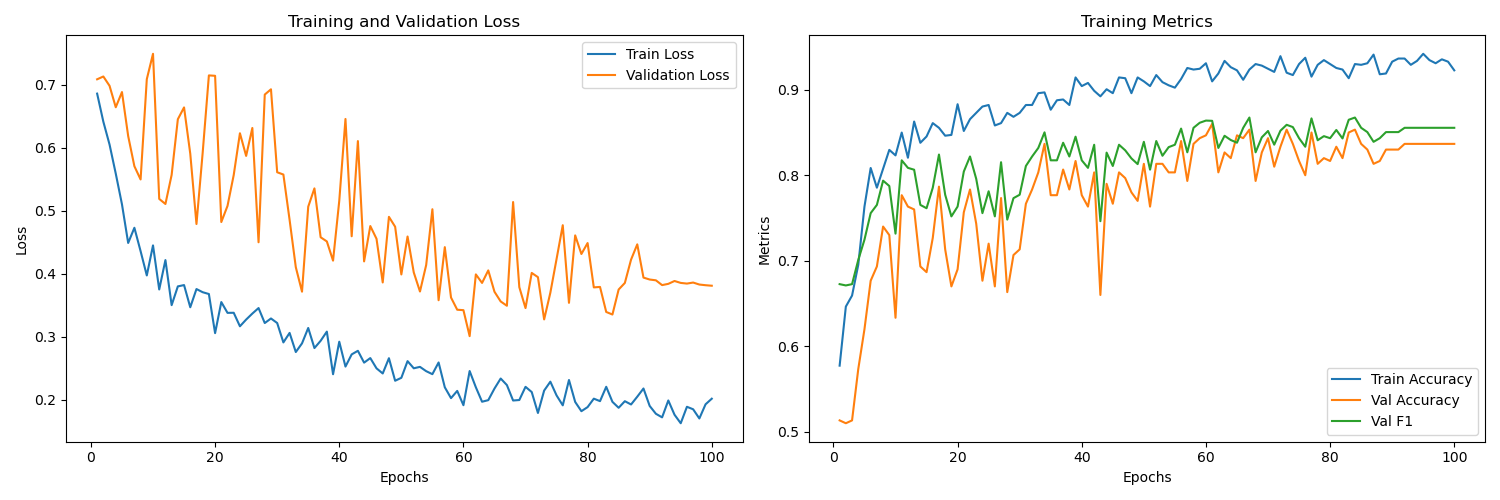 Training and Validation Loss
Train Loss
Validation Loss
0.7
0.6
0.5
0.4
0.3
0.2
Loss
0
20
40
60
80
100
Epochs
Training Metrics
0.9
0.8
0.7
0.6
0.5
Metrics
Train Accuracy
Val Accuracy
Val F1
0
20
40
60
80
100
Epochs